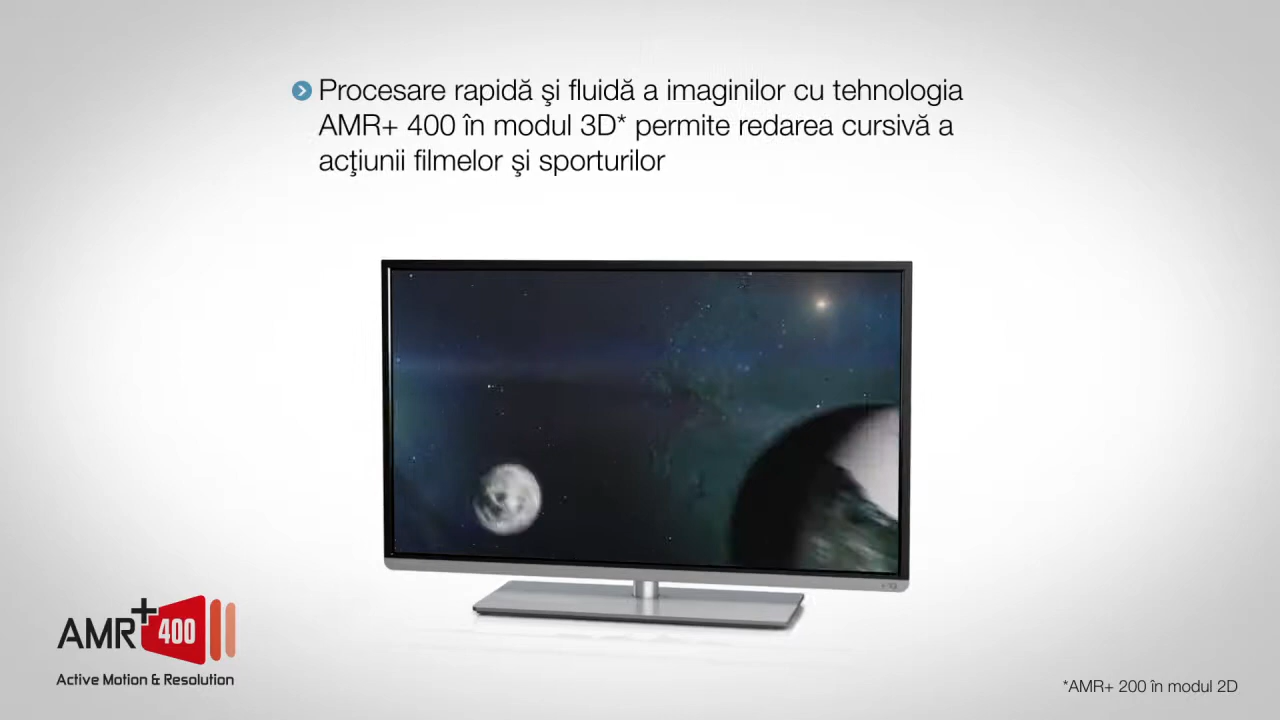 Procesare rapidă şi fluidă a imaginilor cu tehnologia
AMR+ 400 în modul 3D* permite redarea cursivă a
acţiunii filmelor şi sporturilor
AMR+ 400
Active Motion & Resolution
*AMR+ 200 în modul 2D